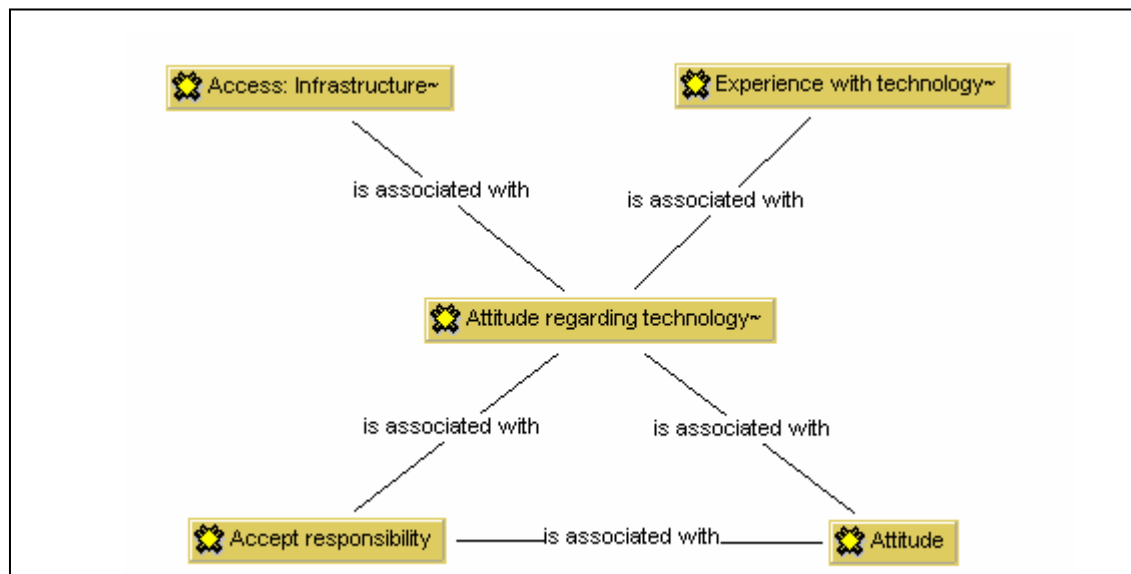 Access: Infrastructure~
Experience with technology~
is associated with
is associated with
Attitude regarding technology~
is associated with
is associated with
Accept responsibility
is associated with
Attitude